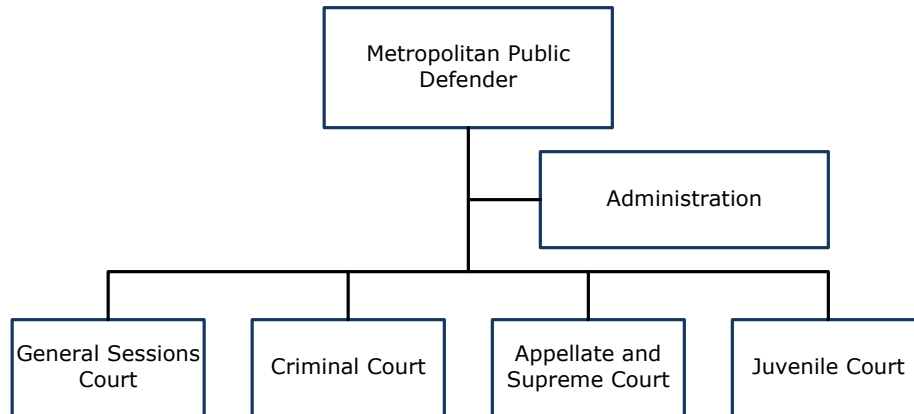 Metropolitan Public
Defender
Administration
General Sessions
Court
Criminal Court
Appellate and
Supreme Court
Juvenile Court